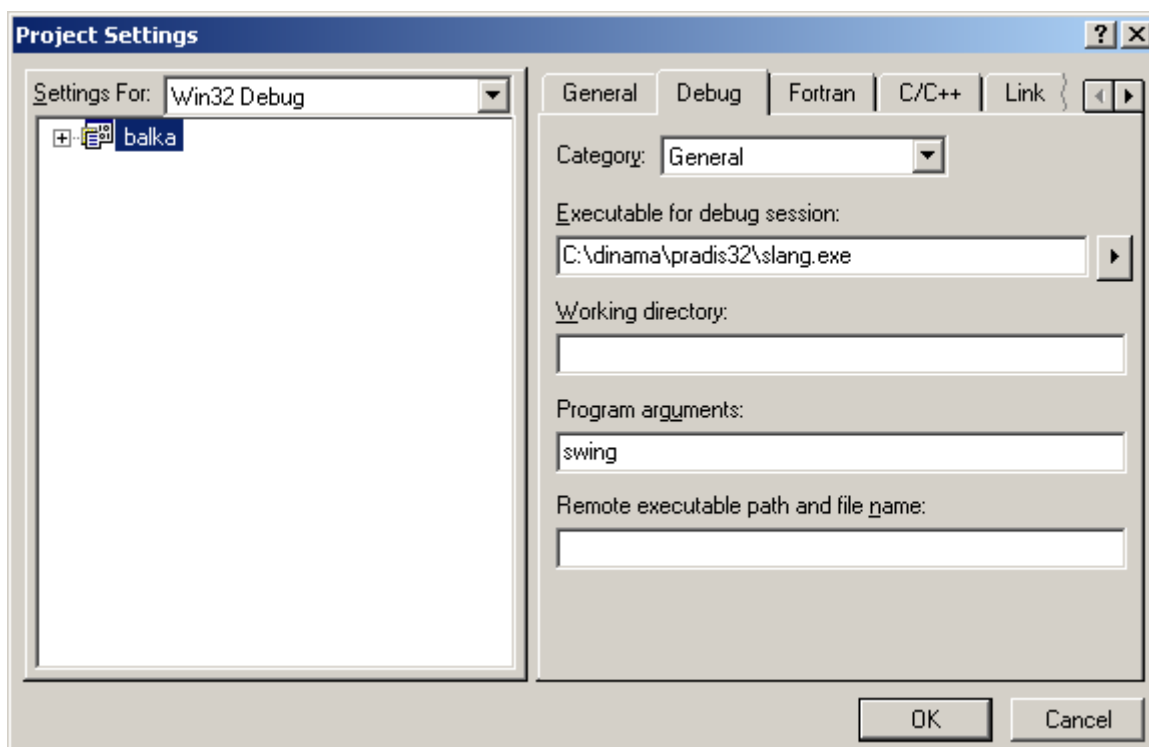 Project Settings
Settings For: Win32 Debug
balka
General Debug Fortran C/C++ Link
Category: General
Executable for debug session:
C:\dinama\pradis32\slang.exe
Working directory:
Program arguments:
swing
Remote executable path and file name:
OK Cancel